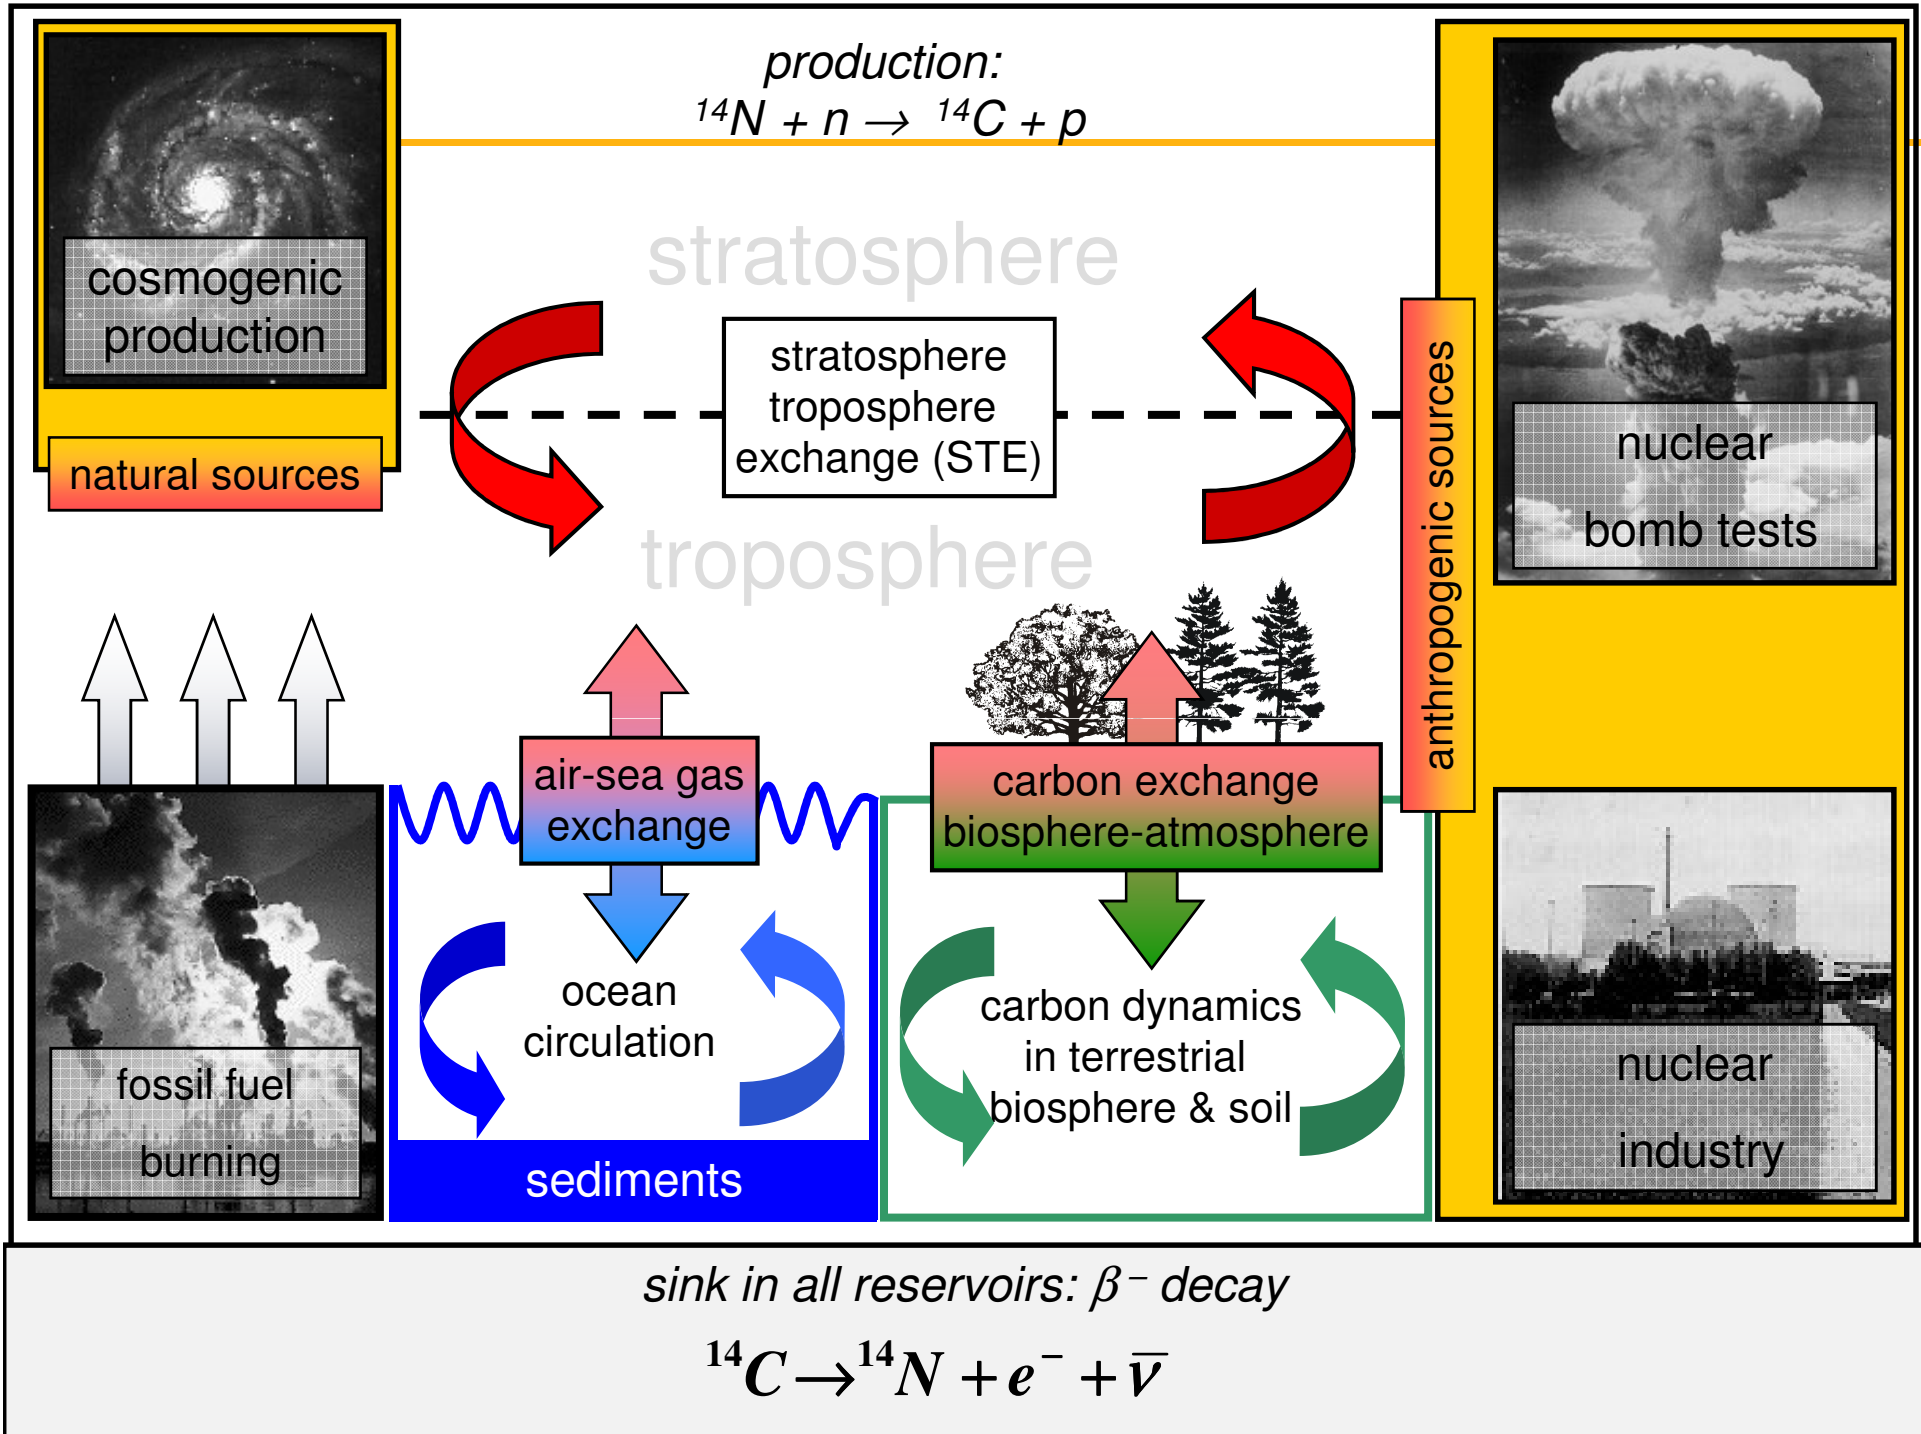 production:
¹⁴N + n → ¹⁴C + p
cosmogenic
production
natural sources
stratosphere
stratosphere
troposphere
exchange (STE)
troposphere
anthropogenic sources
nuclear
bomb tests
air-sea gas
exchange
carbon exchange
biosphere-atmosphere
fossil fuel
burning
ocean
circulation
sediments
carbon dynamics
in terrestrial
biosphere & soil
nuclear
industry
sink in all reservoirs: β⁻ decay
¹⁴C → ¹⁴N + e⁻ + ν̅